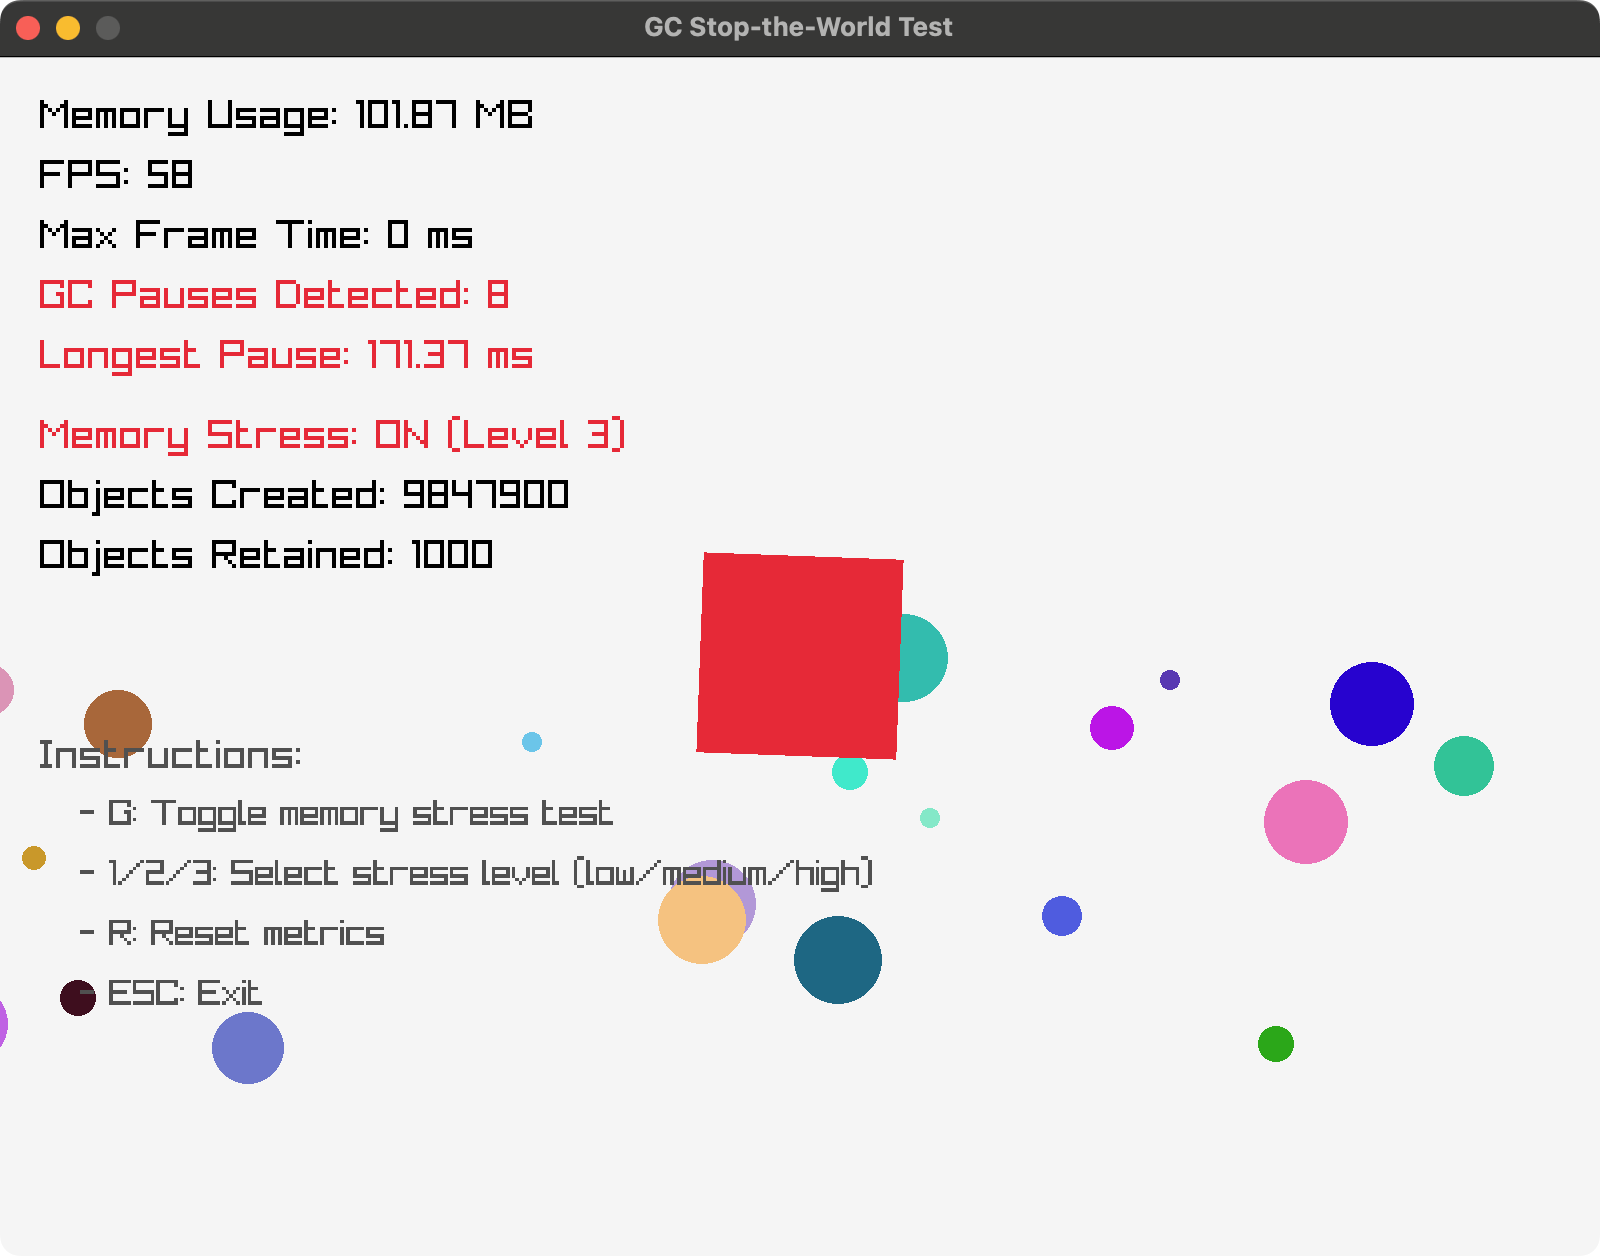 GC Stop-the-World Test
Memory Usage: 101.87 MB
FPS: 58
Max Frame Time: 0 ms
GC Pauses Detected: 8
Longest Pause: 171.37 ms
Memory Stress: ON (Level 3)
Objects Created: 9847900
Objects Retained: 1000
Instructions:
- G: Toggle memory stress test
- 1/2/3: Select stress level (low/medium/high)
- R: Reset metrics
- ESC: Exit